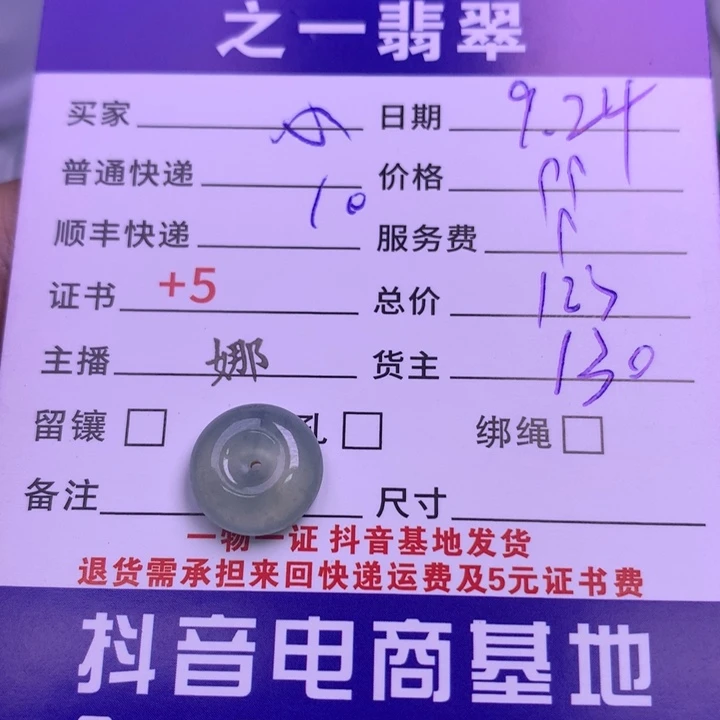 之一翡翠
买家 日期 9.24
普通快递 10 价格
顺丰快递 服务费
证书 +5 总价 123
主播 娜 货主 130
留镶 孔 绑绳
备注 尺寸
一物一证 抖音基地发货
退货需承担来回快递运费及5元证书费
抖音电商基地